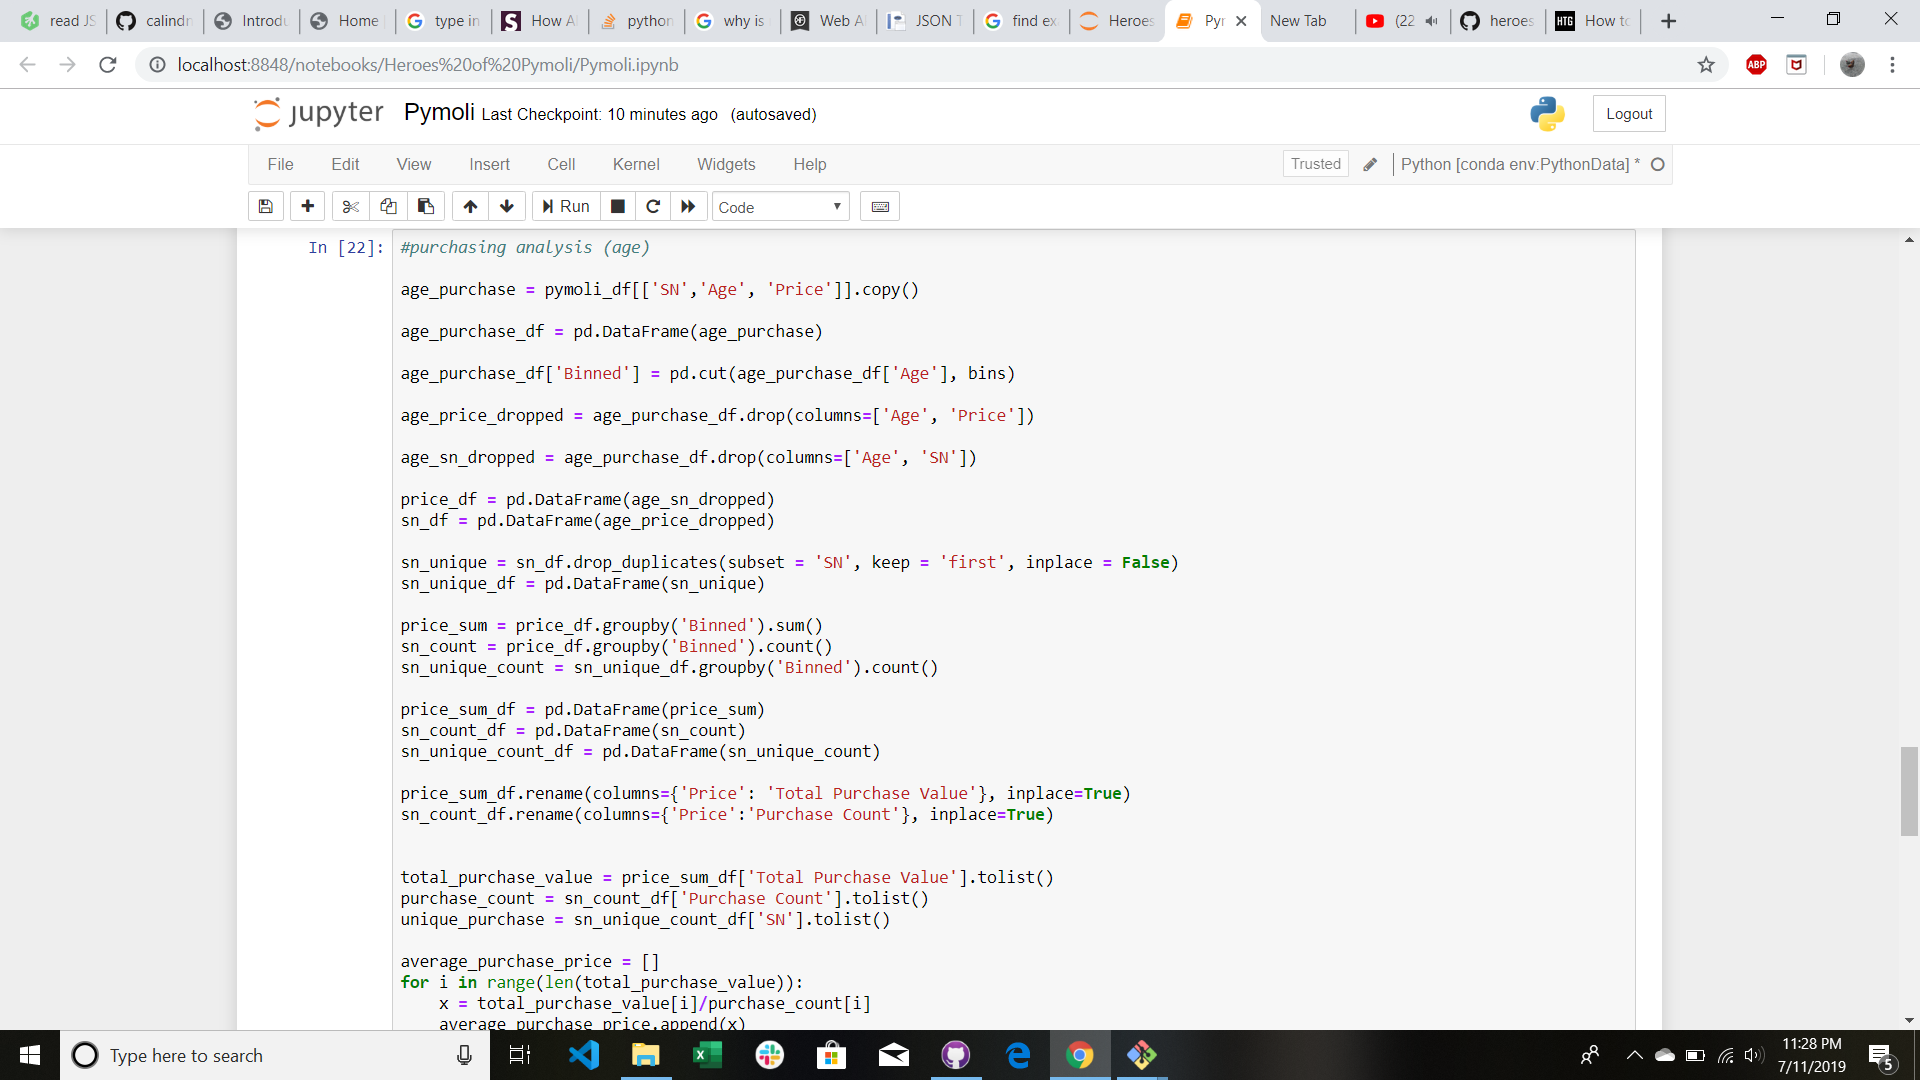 read JS
calindn
Introdu
Home
type in
How Al
python
why is
Web Al
JSON T
find ex
Heroes
Pyr
New Tab
(22
heroes
HTG
How to
localhost:8848/notebooks/Heroes%20of%20Pymoli/Pymoli.ipynb
ABP
jupyter Pymoli Last Checkpoint: 10 minutes ago (autosaved)
Logout
File Edit View Insert Cell Kernel Widgets Help
Trusted
Python [conda env:PythonData] *
Run
Code
In [22]:
#purchasing analysis (age)
age_purchase = pymoli_df[['SN','Age', 'Price']].copy()
age_purchase_df = pd.DataFrame(age_purchase)
age_purchase_df['Binned'] = pd.cut(age_purchase_df['Age'], bins)
age_price_dropped = age_purchase_df.drop(columns=['Age', 'Price'])
age_sn_dropped = age_purchase_df.drop(columns=['Age', 'SN'])
price_df = pd.DataFrame(age_sn_dropped)
sn_df = pd.DataFrame(age_price_dropped)
sn_unique = sn_df.drop_duplicates(subset = 'SN', keep = 'first', inplace = False)
sn_unique_df = pd.DataFrame(sn_unique)
price_sum = price_df.groupby('Binned').sum()
sn_count = price_df.groupby('Binned').count()
sn_unique_count = sn_unique_df.groupby('Binned').count()
price_sum_df = pd.DataFrame(price_sum)
sn_count_df = pd.DataFrame(sn_count)
sn_unique_count_df = pd.DataFrame(sn_unique_count)
price_sum_df.rename(columns={'Price': 'Total Purchase Value'}, inplace=True)
sn_count_df.rename(columns={'Price':'Purchase Count'}, inplace=True)
total_purchase_value = price_sum_df['Total Purchase Value'].tolist()
purchase_count = sn_count_df['Purchase Count'].tolist()
unique_purchase = sn_unique_count_df['SN'].tolist()
average_purchase_price = []
for i in range(len(total_purchase_value)):
x = total_purchase_value[i]/purchase_count[i]
average_purchase_price.append(x)
Type here to search
11:28 PM
7/11/2019
5